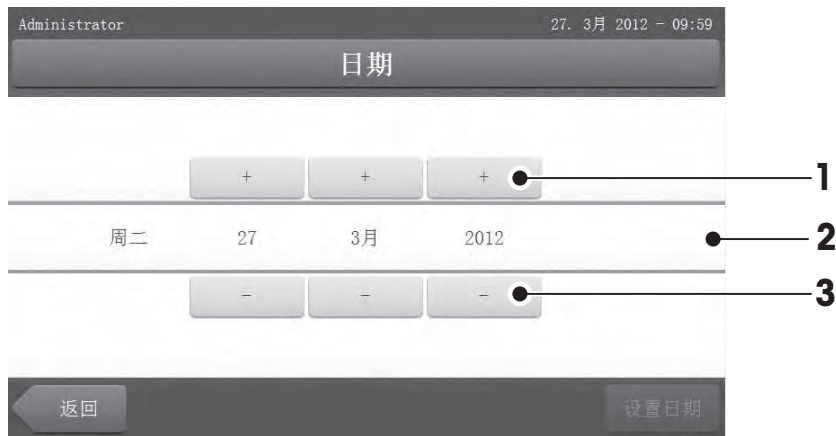 Administrator 27. 3月 2012 - 09:59
日期
+ + + 1
周二 27 3月 2012 2
- - - 3
返回 设置日期